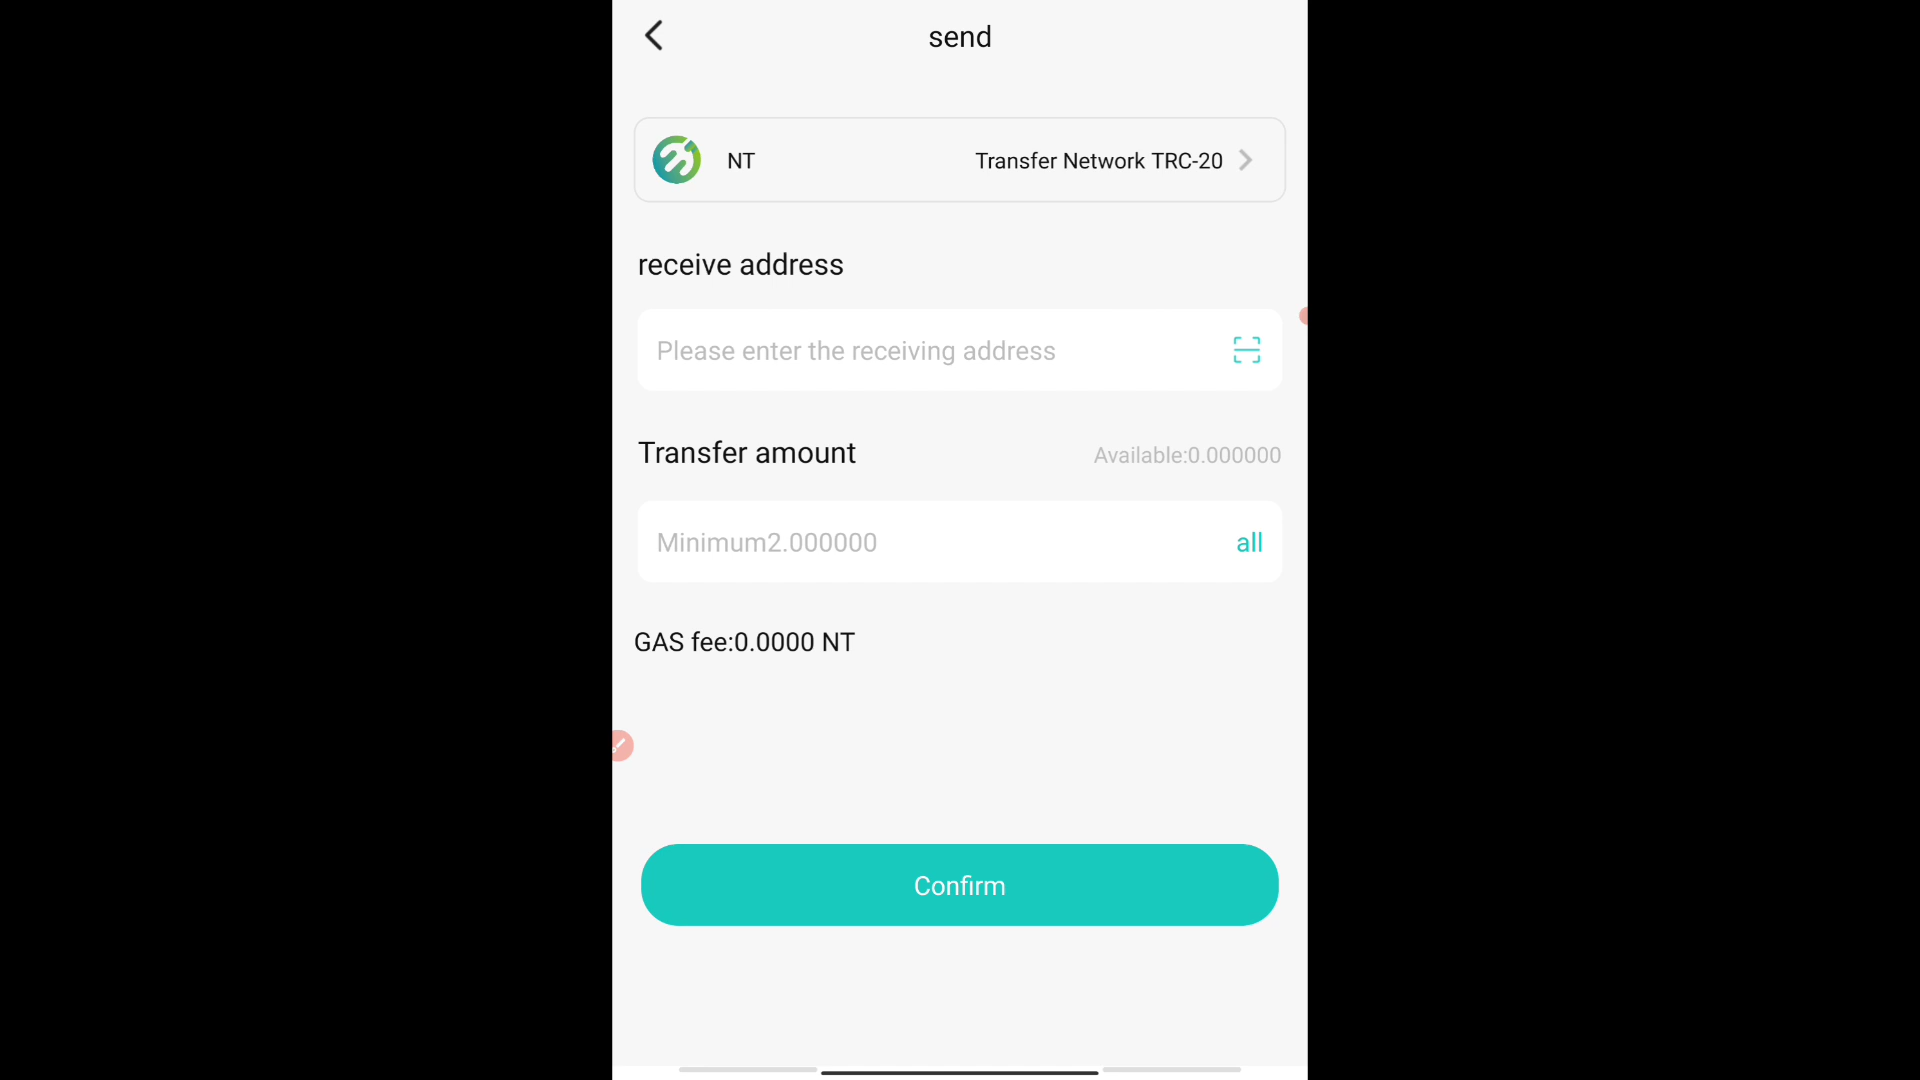 send
NT
Transfer Network TRC-20
receive address
Please enter the receiving address
Transfer amount
Available:0.000000
Minimum2.000000
all
GAS fee:0.0000 NT
Confirm